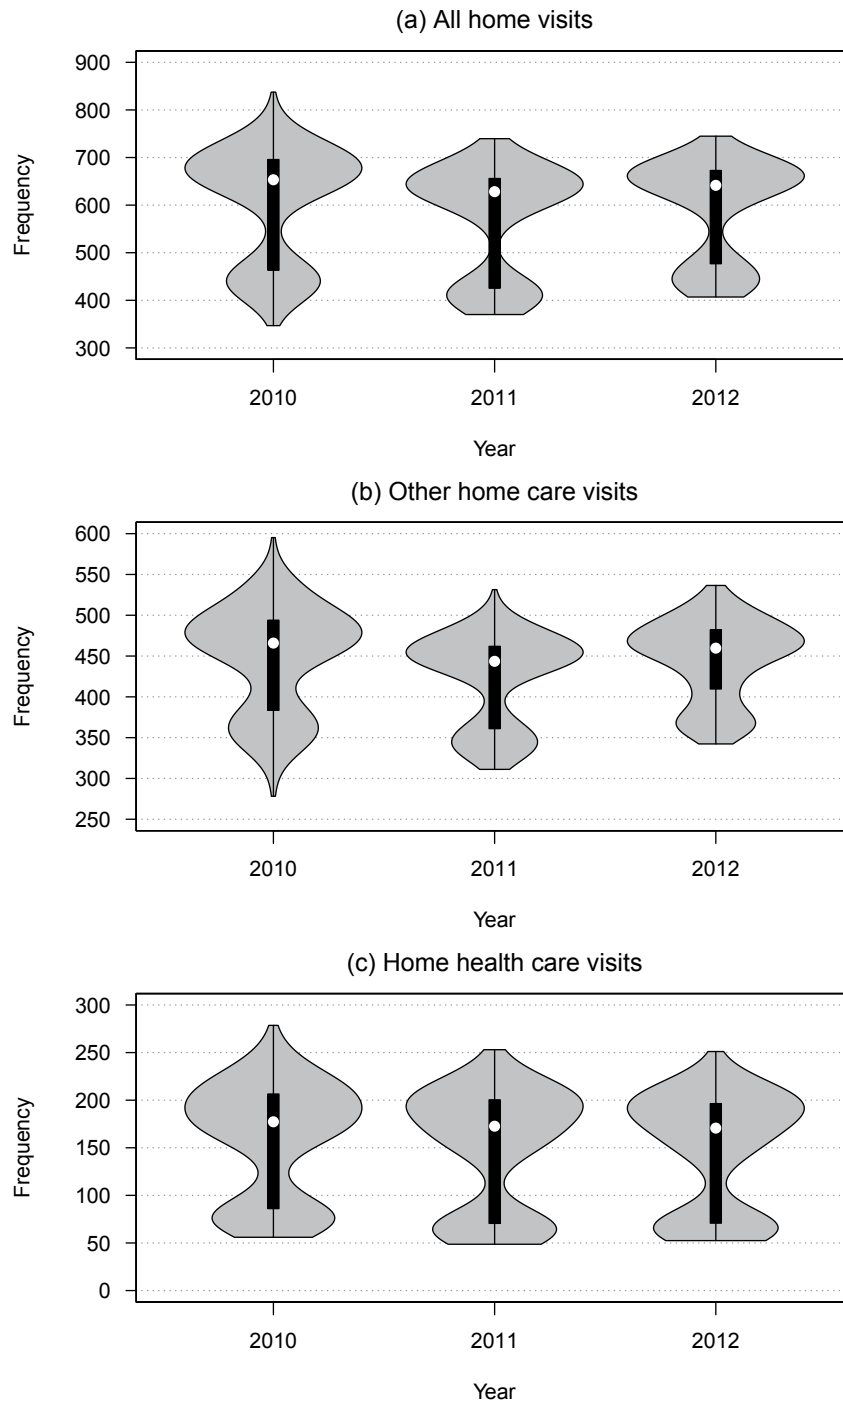 (a) All home visits
Frequency
900
800
700
600
500
400
300
2010 2011 2012
Year
(b) Other home care visits
Frequency
600
550
500
450
400
350
300
250
2010 2011 2012
Year
(c) Home health care visits
Frequency
300
250
200
150
100
50
0
2010 2011 2012
Year